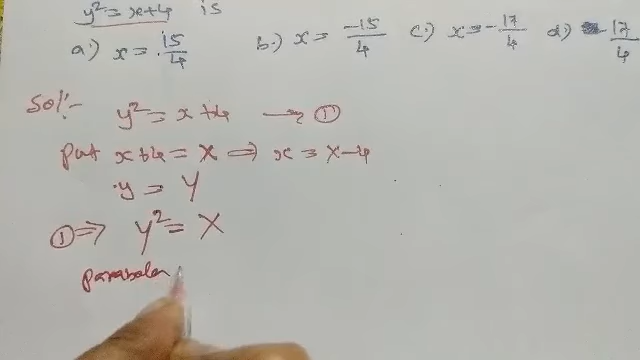 y² = x+4 is
a.) x = 15/4 b.) x = -15/4 c.) x = -17/4 d.) -17/4
Sol:-
y² = x+4 → ①
put x+4 = X ⇒ x = X-4
y = Y
① ⇒ Y² = X
parabola